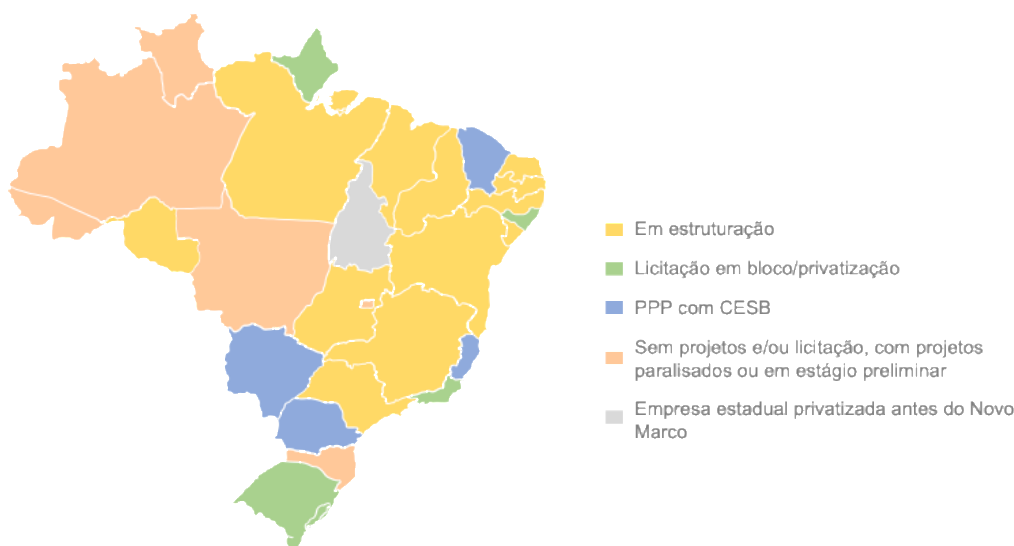 Em estruturação
Licitação em bloco/privatização
PPP com CESB
Sem projetos e/ou licitação, com projetos
paralisados ou em estágio preliminar
Empresa estadual privatizada antes do Novo
Marco